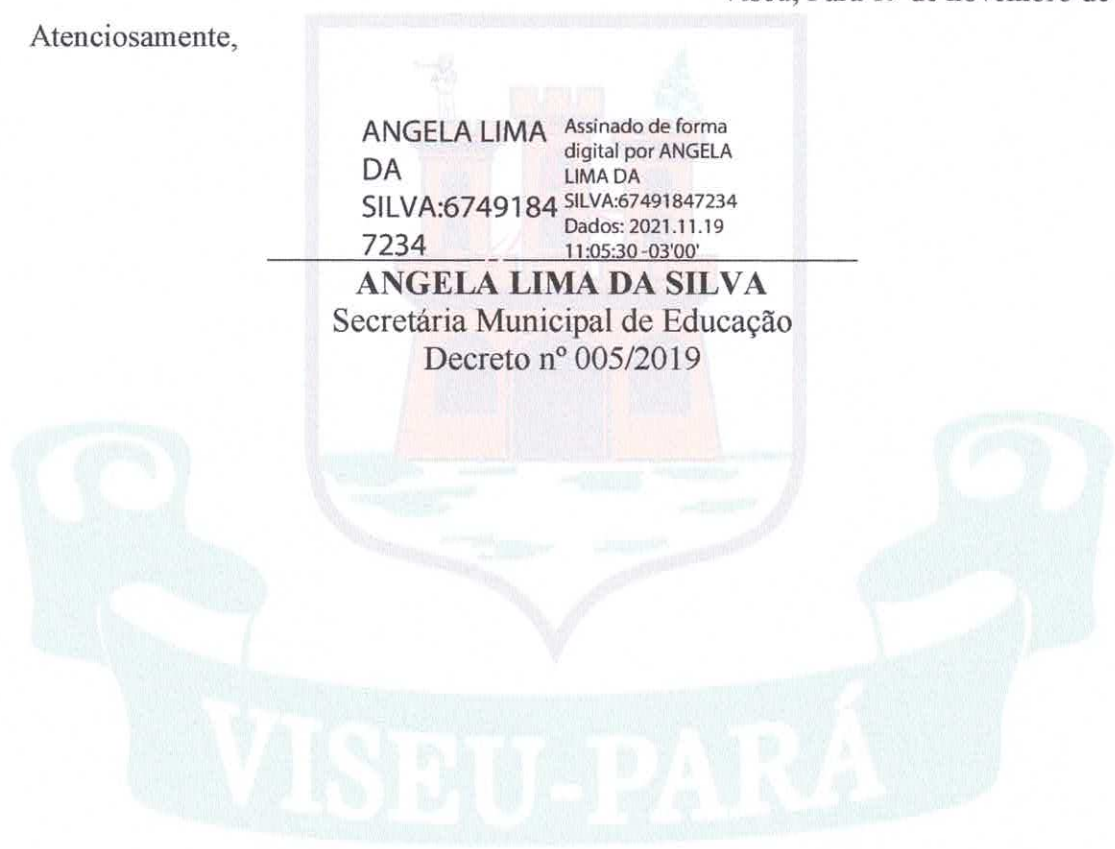 Atenciosamente,
ANGELA LIMA
DA
SILVA:6749184
7234
Assinado de forma
digital por ANGELA
LIMA DA
SILVA:67491847234
Dados: 2021.11.19
11:05:30 -03'00'
ANGELA LIMA DA SILVA
Secretária Municipal de Educação
Decreto nº 005/2019
VISEU-PARÁ